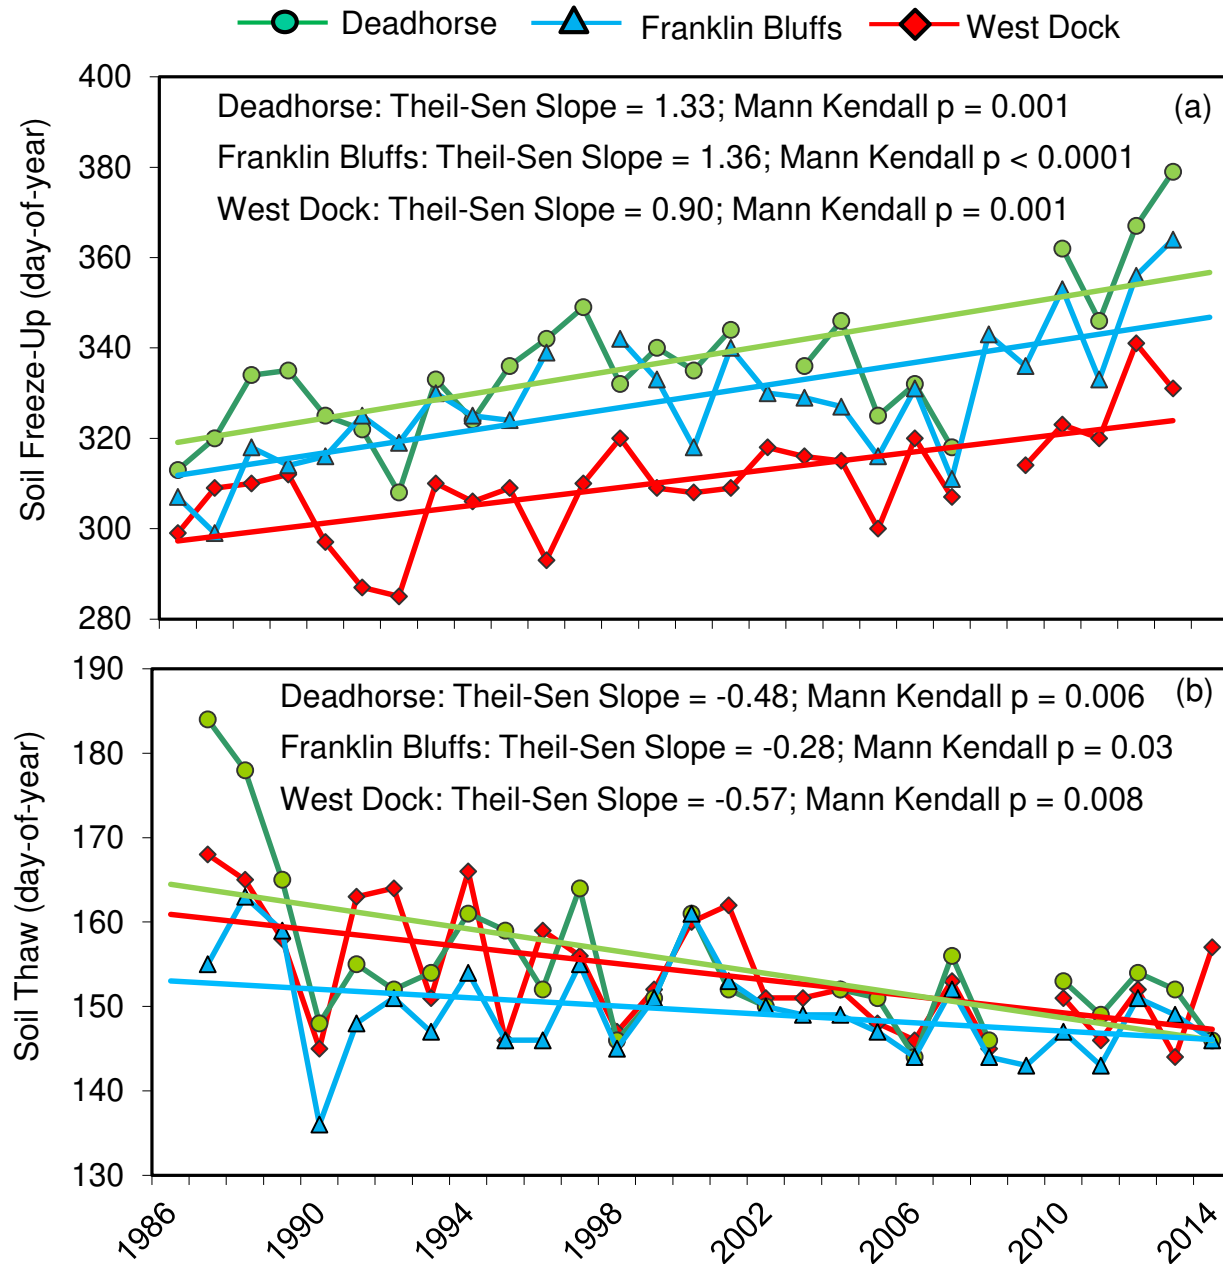 Deadhorse Franklin Bluffs West Dock
Soil Freeze-Up (day-of-year)
400
380
360
340
320
300
280
Deadhorse: Theil-Sen Slope = 1.33; Mann Kendall p = 0.001 (a)
Franklin Bluffs: Theil-Sen Slope = 1.36; Mann Kendall p < 0.0001
West Dock: Theil-Sen Slope = 0.90; Mann Kendall p = 0.001
Soil Thaw (day-of-year)
190
180
170
160
150
140
130
Deadhorse: Theil-Sen Slope = -0.48; Mann Kendall p = 0.006 (b)
Franklin Bluffs: Theil-Sen Slope = -0.28; Mann Kendall p = 0.03
West Dock: Theil-Sen Slope = -0.57; Mann Kendall p = 0.008
1986 1990 1994 1998 2002 2006 2010 2014